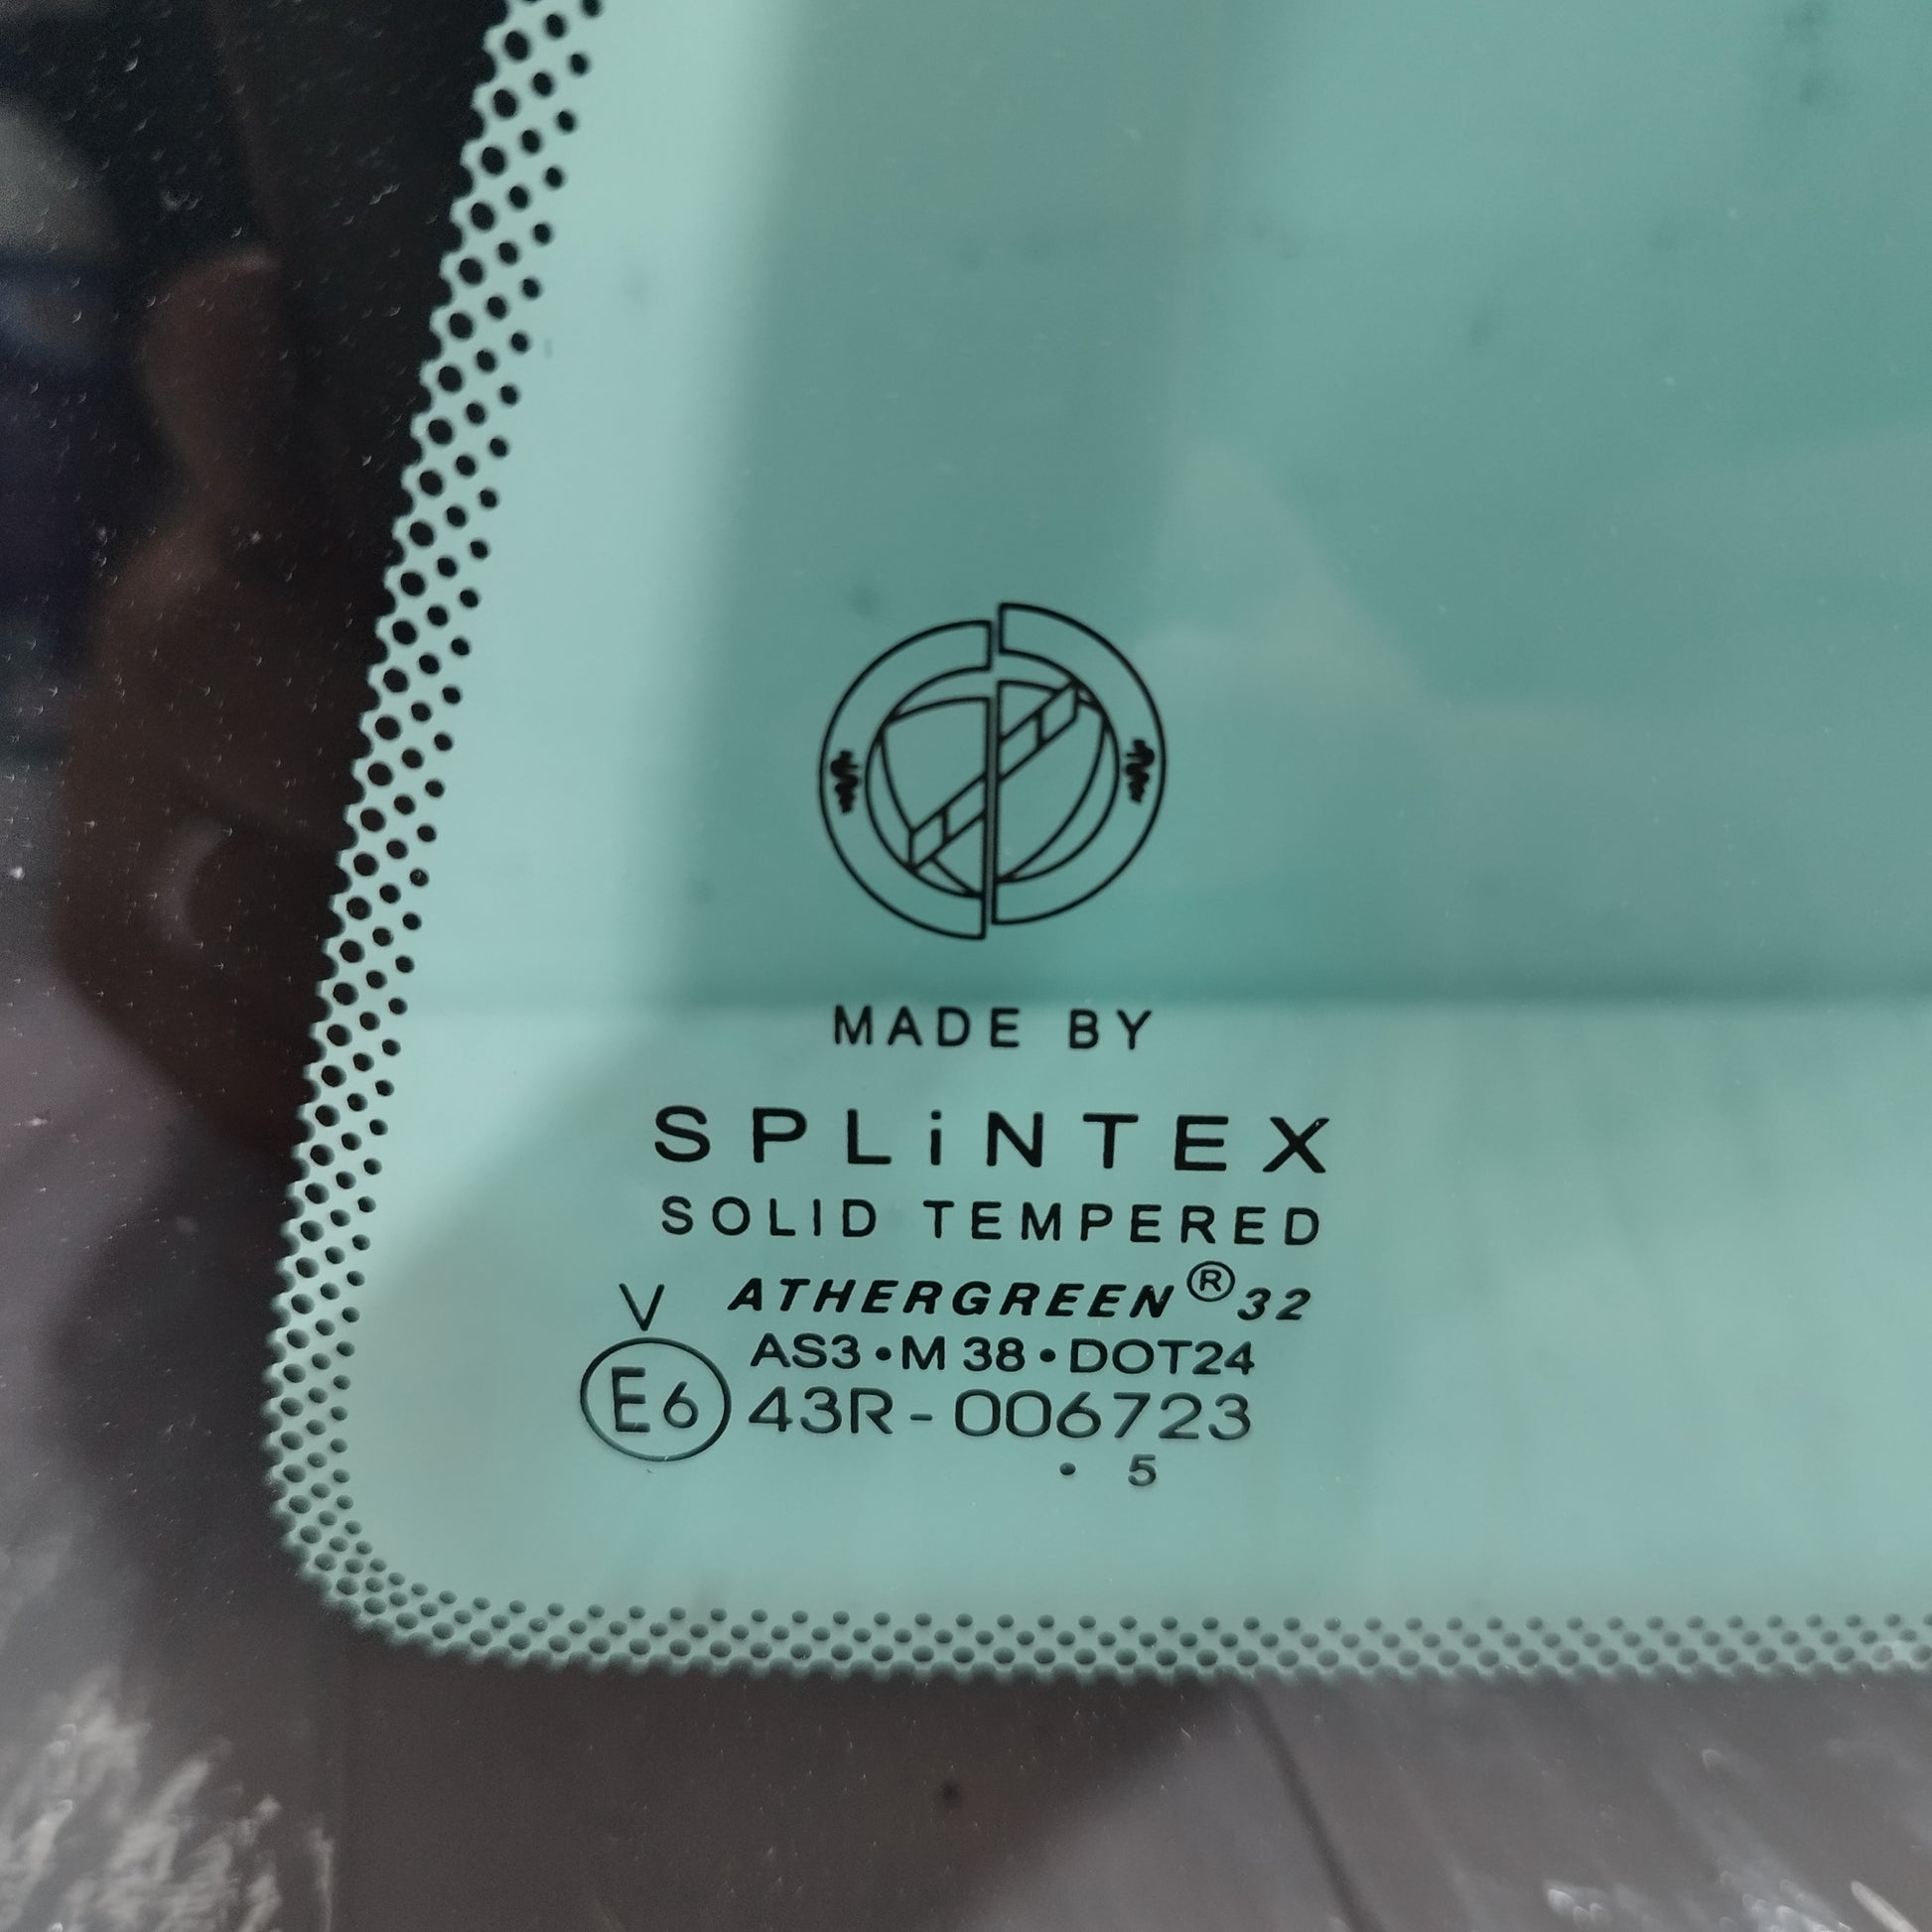 MADE BY
SPLiNTEX
SOLID TEMPERED
V ATHERGREEN®32
AS3•M 38•DOT24
E6 43R-006723
• 5